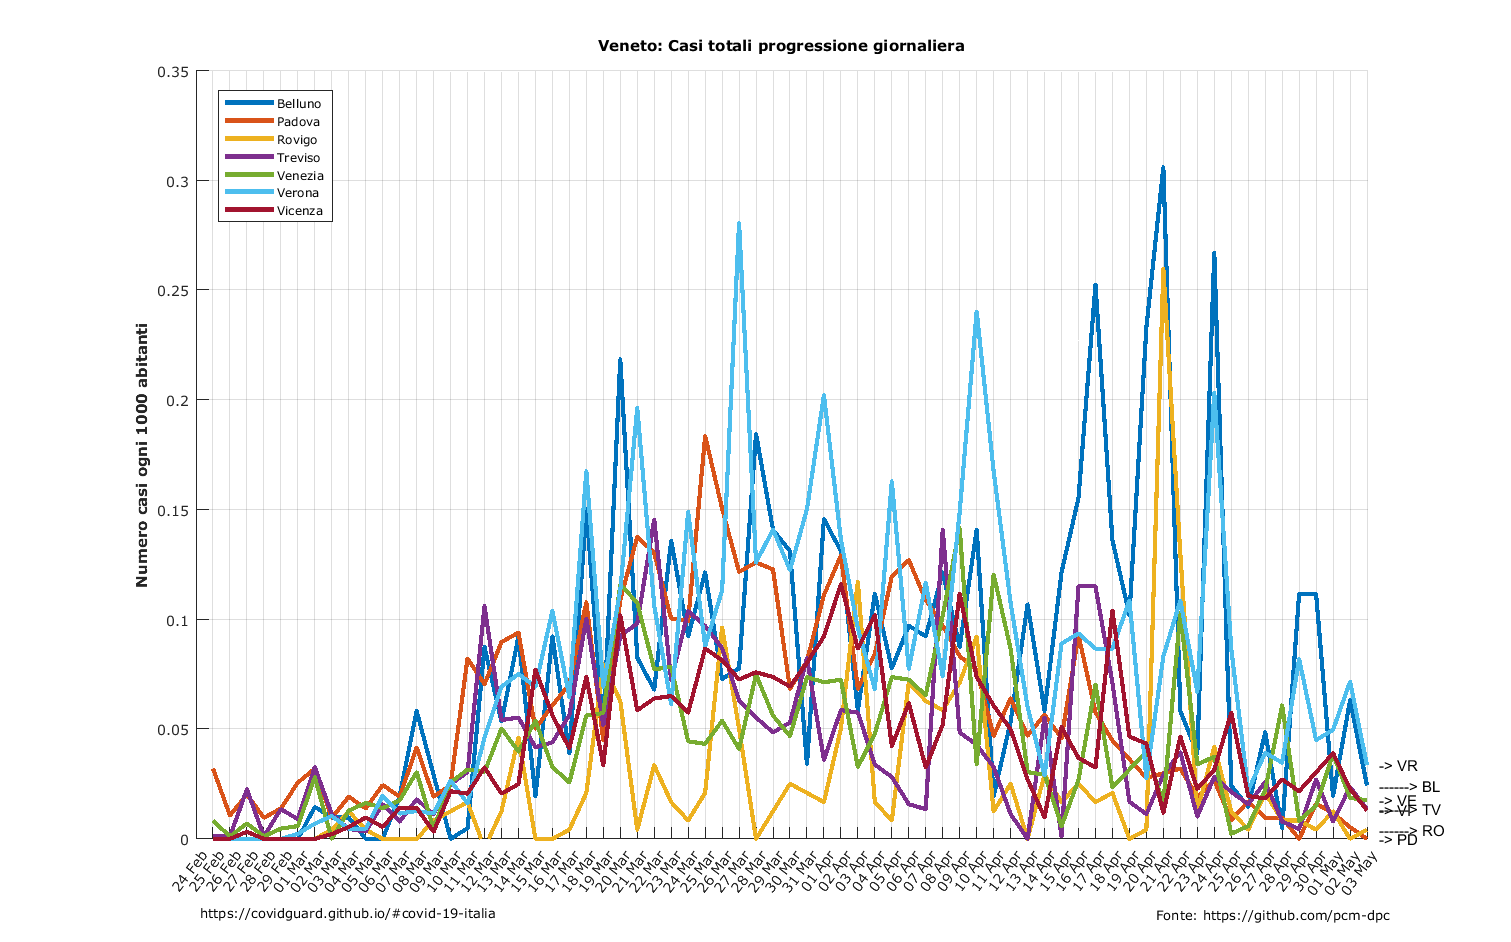 Veneto: Casi totali progressione giornaliera
0.35
0.3
0.25
0.2
0.15
0.1
0.05
0
Numero casi ogni 1000 abitanti
Belluno
Padova
Rovigo
Treviso
Venezia
Verona
Vicenza
-> VR
------> BL
-> VE
------> TV
------> RO
-> PD
24 Feb
25 Feb
26 Feb
27 Feb
28 Feb
29 Feb
01 Mar
02 Mar
03 Mar
04 Mar
05 Mar
06 Mar
07 Mar
08 Mar
09 Mar
10 Mar
11 Mar
12 Mar
13 Mar
14 Mar
15 Mar
16 Mar
17 Mar
18 Mar
19 Mar
20 Mar
21 Mar
22 Mar
23 Mar
24 Mar
25 Mar
26 Mar
27 Mar
28 Mar
29 Mar
30 Mar
31 Mar
01 Apr
02 Apr
03 Apr
04 Apr
05 Apr
06 Apr
07 Apr
08 Apr
09 Apr
10 Apr
11 Apr
12 Apr
13 Apr
14 Apr
15 Apr
16 Apr
17 Apr
18 Apr
19 Apr
20 Apr
21 Apr
22 Apr
23 Apr
24 Apr
25 Apr
26 Apr
27 Apr
28 Apr
29 Apr
30 Apr
01 May
02 May
03 May
https://covidguard.github.io/#covid-19-italia
Fonte: https://github.com/pcm-dpc